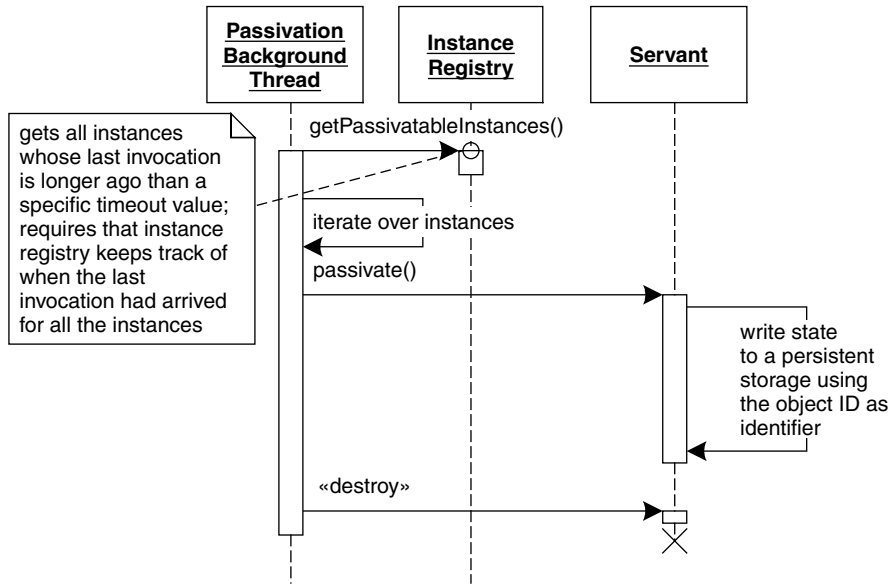 Passivation
Background
Thread
Instance
Registry
Servant
gets all instances
whose last invocation
is longer ago than a
specific timeout value;
requires that instance
registry keeps track of
when the last
invocation had arrived
for all the instances
getPassivatableInstances()
iterate over instances
passivate()
write state
to a persistent
storage using
the object ID as
identifier
«destroy»